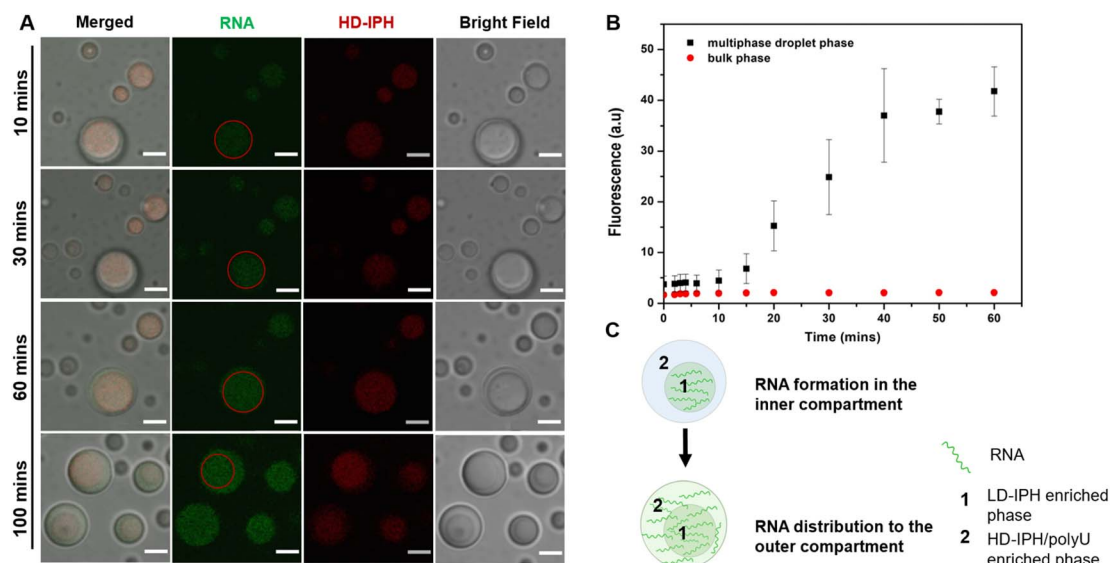 A
Merged
RNA
HD-IPH
Bright Field
10 mins
30 mins
60 mins
100 mins
B
50
40
30
20
10
0
Fluorescence (a.u)
multiphase droplet phase
bulk phase
0
10
20
30
40
50
60
Time (mins)
C
2
1
RNA formation in the
inner compartment
2
1
RNA distribution to the
outer compartment
RNA
1 LD-IPH enriched
phase
2 HD-IPH/polyU
enriched phase